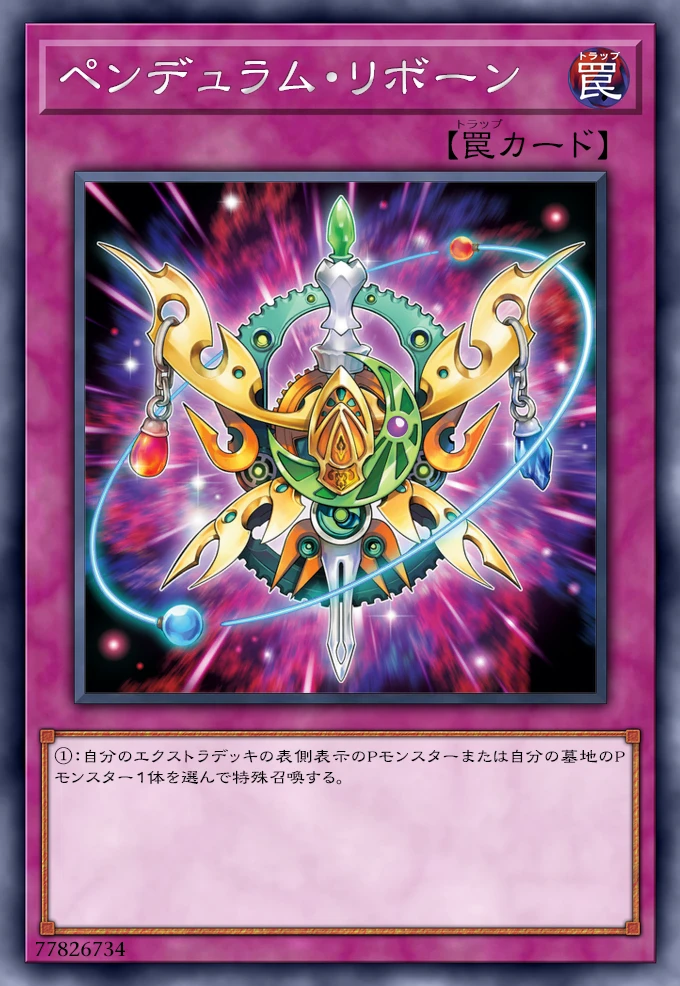 ペンデュラム・リボーン
トラップ
罠
トラップ
【罠カード】
①：自分のエクストラデッキの表側表示のPモンスターまたは自分の墓地のP
モンスター1体を選んで特殊召喚する。
77826734